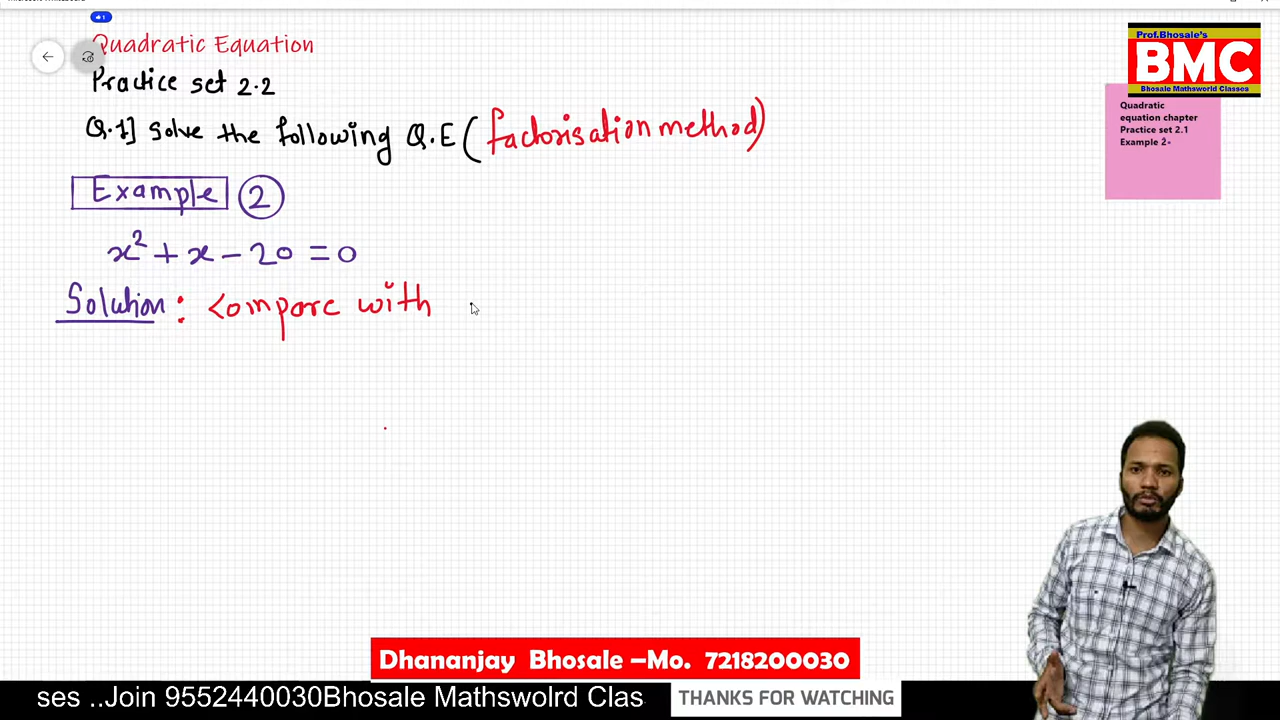 Quadratic Equation
Practice set 2.2
Q.1] Solve the following Q.E (factorisation method)
Example 2
x² + x - 20 = 0
Solution : Compare with
Prof.Bhosale's
BMC
Bhosale Mathsworld Classes
Quadratic
equation chapter
Practice set 2.1
Example 2-
Dhananjay Bhosale –Mo. 7218200030
ses ..Join 9552440030Bhosale Mathswolrd Clas
THANKS FOR WATCHING